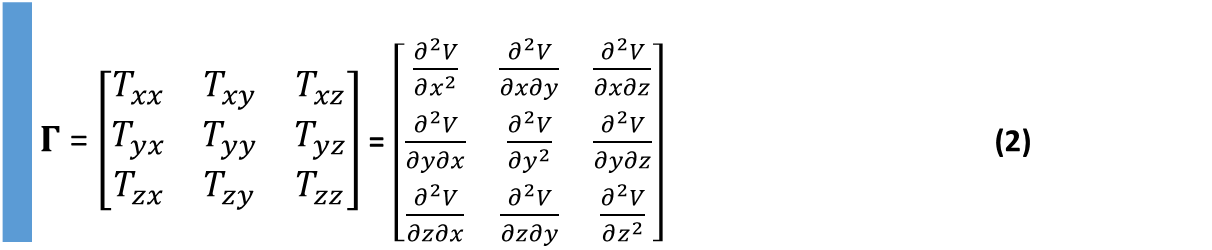 𝚪 = [T_xx T_xy T_xz; T_yx T_yy T_yz; T_zx T_zy T_zz] = [∂²V/∂x² ∂²V/∂x∂y ∂²V/∂x∂z; ∂²V/∂y∂x ∂²V/∂y² ∂²V/∂y∂z; ∂²V/∂z∂x ∂²V/∂z∂y ∂²V/∂z²] (2)